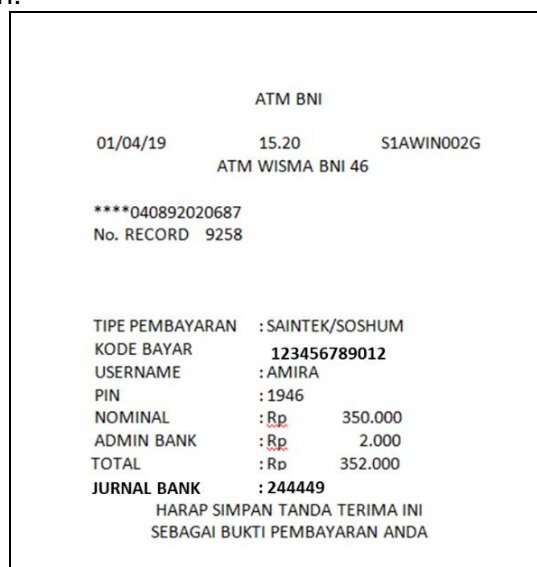 ATM BNI
01/04/19 15.20 S1AWIN002G
ATM WISMA BNI 46
****040892020687
No. RECORD 9258
TIPE PEMBAYARAN : SAINTEK/SOSHUM
KODE BAYAR 123456789012
USERNAME : AMIRA
PIN : 1946
NOMINAL : Rp 350.000
ADMIN BANK : Rp 2.000
TOTAL : Rp 352.000
JURNAL BANK : 244449
HARAP SIMPAN TANDA TERIMA INI
SEBAGAI BUKTI PEMBAYARAN ANDA